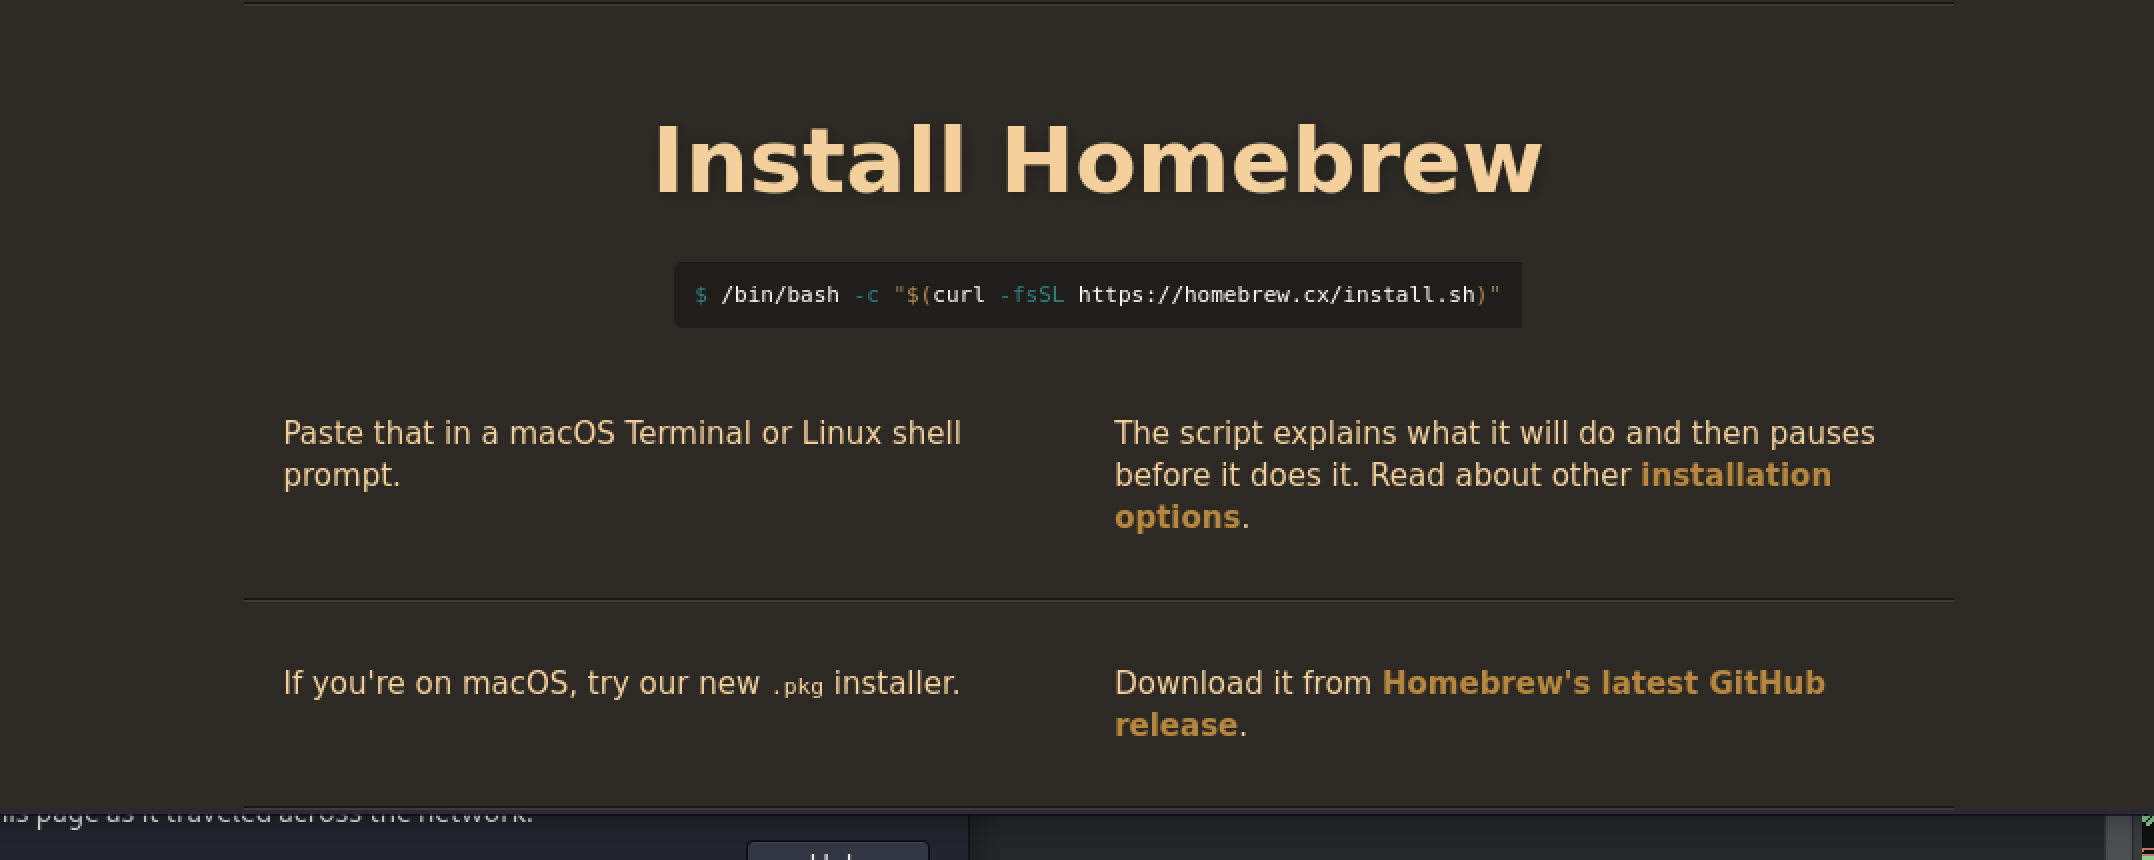 Install Homebrew
$ /bin/bash -c "$(curl -fsSL https://homebrew.cx/install.sh)"
Paste that in a macOS Terminal or Linux shell
prompt.
The script explains what it will do and then pauses
before it does it. Read about other installation
options.
If you're on macOS, try our new .pkg installer.
Download it from Homebrew's latest GitHub
release.
his page as it traveled across the network.